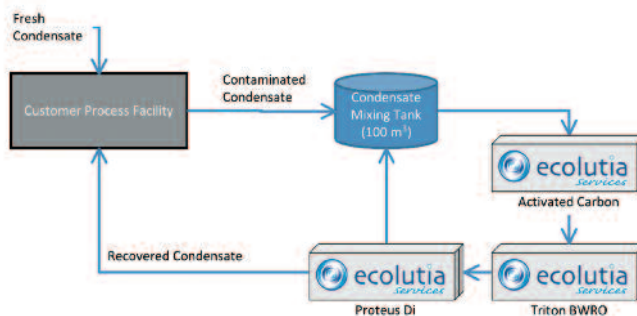 Fresh
Condensate
Customer Process Facility
Contaminated
Condensate
Condensate
Mixing Tank
(100 m³)
ecolutia
services
Activated Carbon
Recovered Condensate
ecolutia
services
Proteus Di
ecolutia
services
Triton BWRO